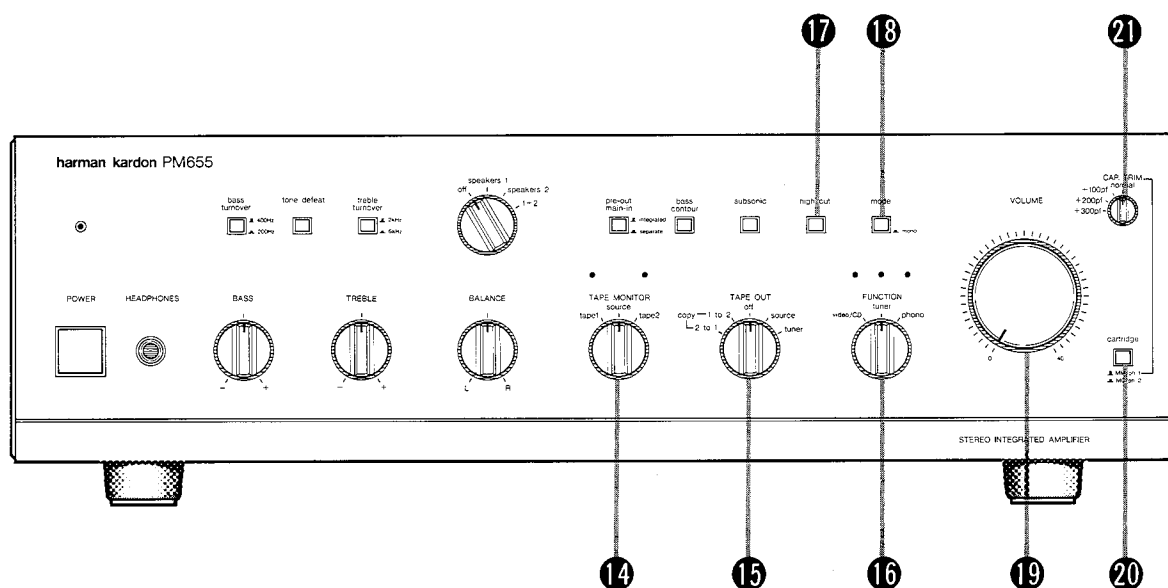 17
18
21
harman kardon PM655
speakers 1
off
speakers 2
1-2
bass
turnover
400Hz
200Hz
tone defeat
treble
turnover
2kHz
6kHz
pre-out
main-in
integrated
separate
bass
contour
subsonic
high cut
mode
mono
VOLUME
CAP. TRIM
normal
+100pf
+200pf
+300pf
POWER
HEADPHONES
BASS
TREBLE
BALANCE
TAPE MONITOR
source
tape1
tape2
TAPE OUT
off
copy 1 to 2
2 to 1
source
tuner
FUNCTION
tuner
video/CD
phono
- +
- +
L R
0
40
cartridge
STEREO INTEGRATED AMPLIFIER
14
15
16
19
20